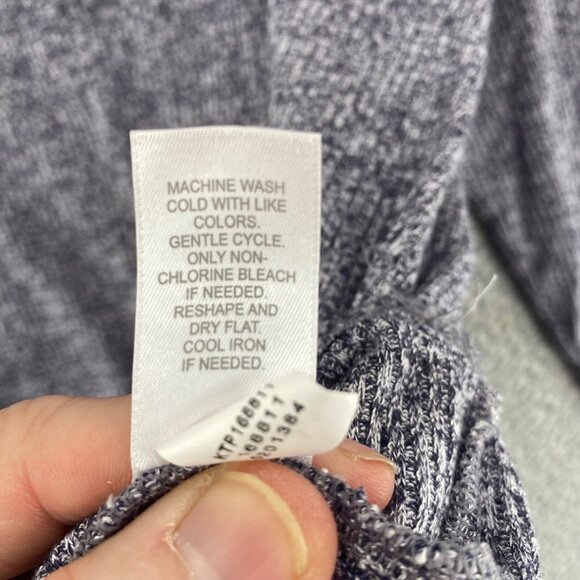 MACHINE WASH
COLD WITH LIKE
COLORS.
GENTLE CYCLE.
ONLY NON-
CHLORINE BLEACH
IF NEEDED.
RESHAPE AND
DRY FLAT.
COOL IRON
IF NEEDED.